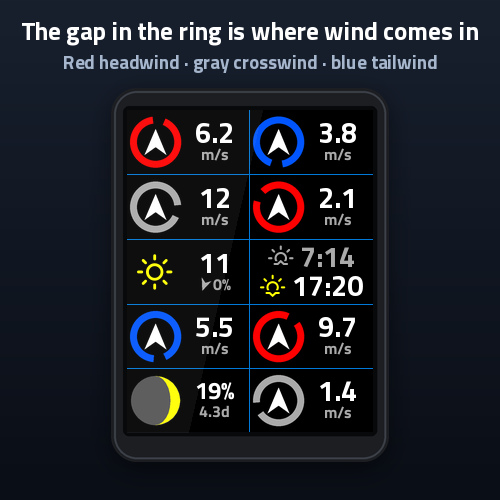 The gap in the ring is where wind comes in
Red headwind · gray crosswind · blue tailwind
6.2
m/s
3.8
m/s
12
m/s
2.1
m/s
11
0%
7:14
17:20
5.5
m/s
9.7
m/s
19%
4.3d
1.4
m/s